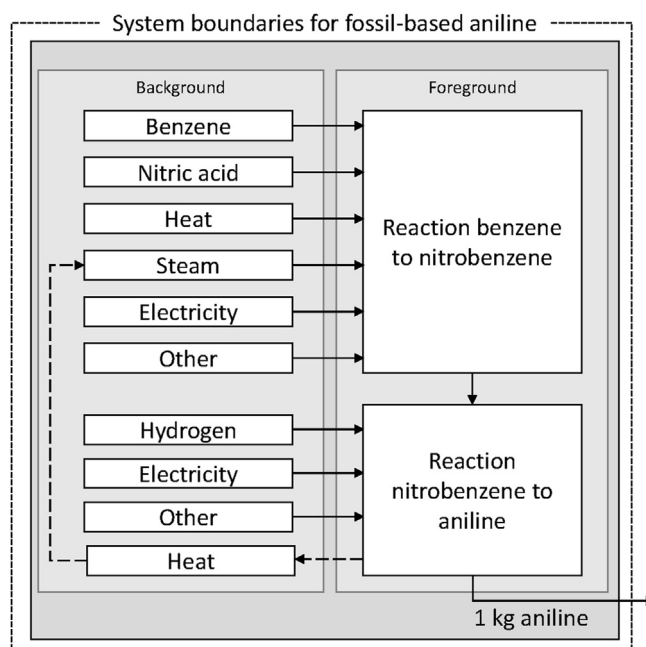 System boundaries for fossil-based aniline
Background
Foreground
Benzene
Nitric acid
Heat
Steam
Electricity
Other
Reaction benzene
to nitrobenzene
Hydrogen
Electricity
Other
Heat
Reaction
nitrobenzene to
aniline
1 kg aniline